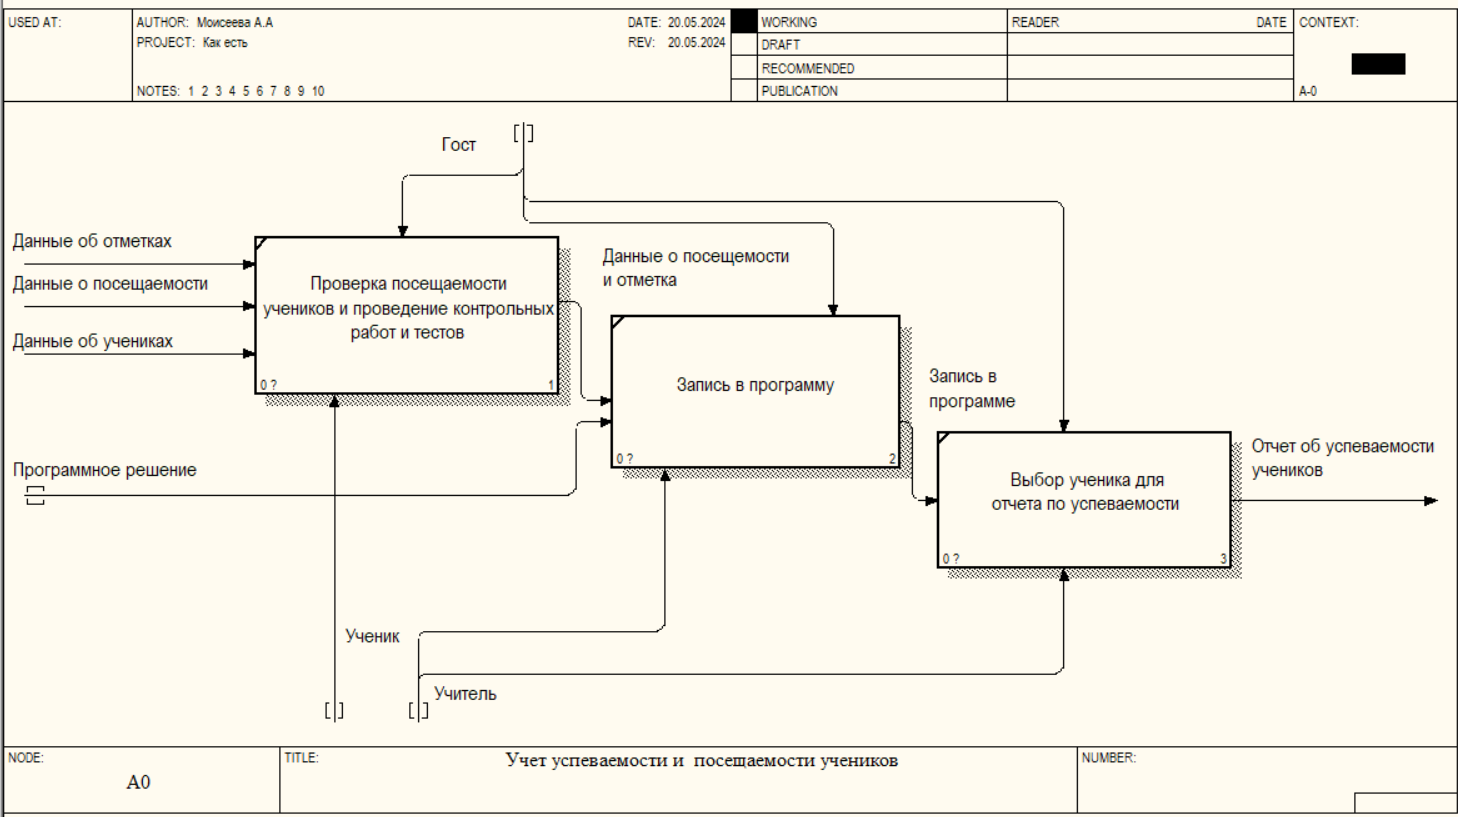 USED AT:
AUTHOR: Моисеева А.А
DATE: 20.05.2024
WORKING
READER
DATE
CONTEXT:
PROJECT: Как есть
REV: 20.05.2024
DRAFT
RECOMMENDED
NOTES: 1 2 3 4 5 6 7 8 9 10
PUBLICATION
A-0
Гост
Данные об отметках
Данные о посещаемости
Данные об учениках
Проверка посещаемости
учеников и проведение контрольных
работ и тестов
0 ?
1
Данные о посещемости
и отметка
Запись в программу
0 ?
2
Запись в
программе
Программное решение
Выбор ученика для
отчета по успеваемости
0 ?
3
Отчет об успеваемости
учеников
Ученик
Учитель
NODE:
A0
TITLE:
Учет успеваемости и посещаемости учеников
NUMBER: